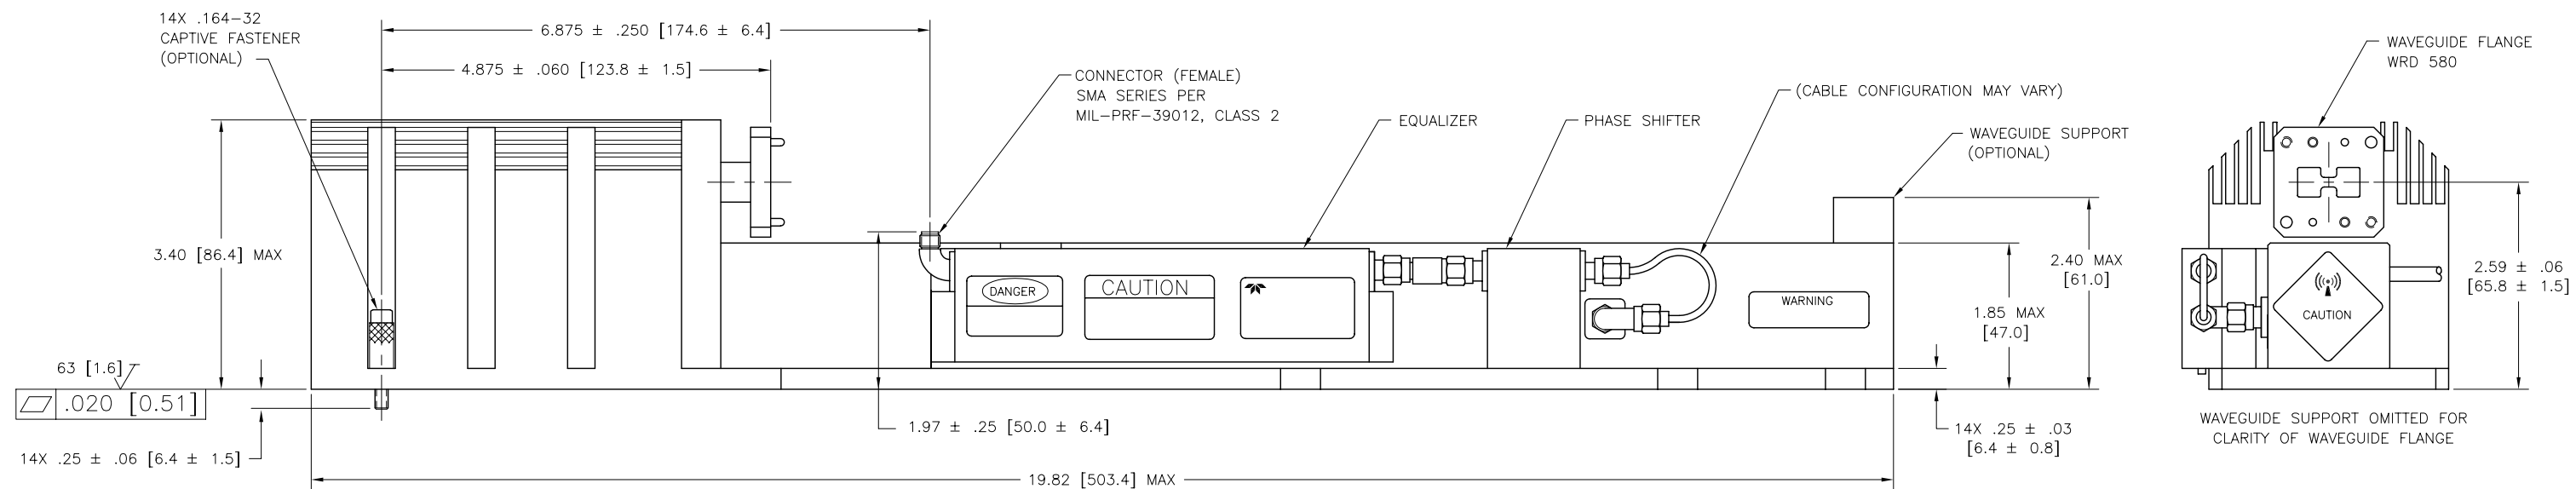 14X .164-32
CAPTIVE FASTENER
(OPTIONAL)
6.875 ± .250 [174.6 ± 6.4]
4.875 ± .060 [123.8 ± 1.5]
CONNECTOR (FEMALE)
SMA SERIES PER
MIL-PRF-39012, CLASS 2
(CABLE CONFIGURATION MAY VARY)
EQUALIZER
PHASE SHIFTER
WAVEGUIDE SUPPORT
(OPTIONAL)
WAVEGUIDE FLANGE
WRD 580
3.40 [86.4] MAX
DANGER
CAUTION
WARNING
2.40 MAX
[61.0]
1.85 MAX
[47.0]
2.59 ± .06
[65.8 ± 1.5]
CAUTION
63 [1.6]
.020 [0.51]
14X .25 ± .06 [6.4 ± 1.5]
1.97 ± .25 [50.0 ± 6.4]
14X .25 ± .03
[6.4 ± 0.8]
19.82 [503.4] MAX
WAVEGUIDE SUPPORT OMITTED FOR
CLARITY OF WAVEGUIDE FLANGE